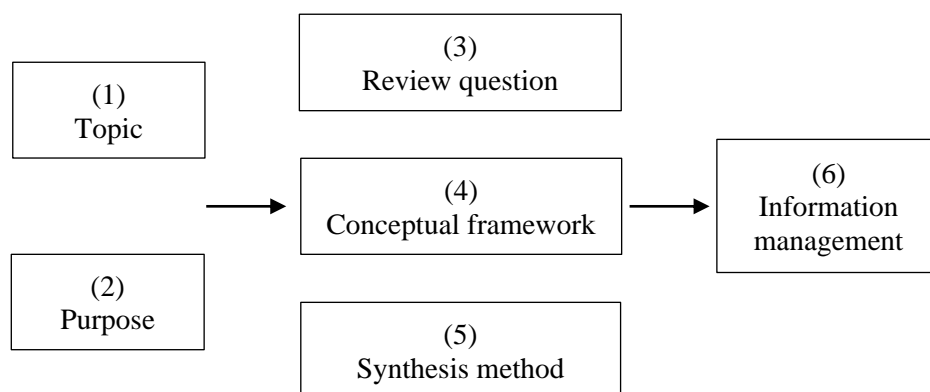 (1)
Topic
(2)
Purpose
(3)
Review question
(4)
Conceptual framework
(5)
Synthesis method
(6)
Information
management